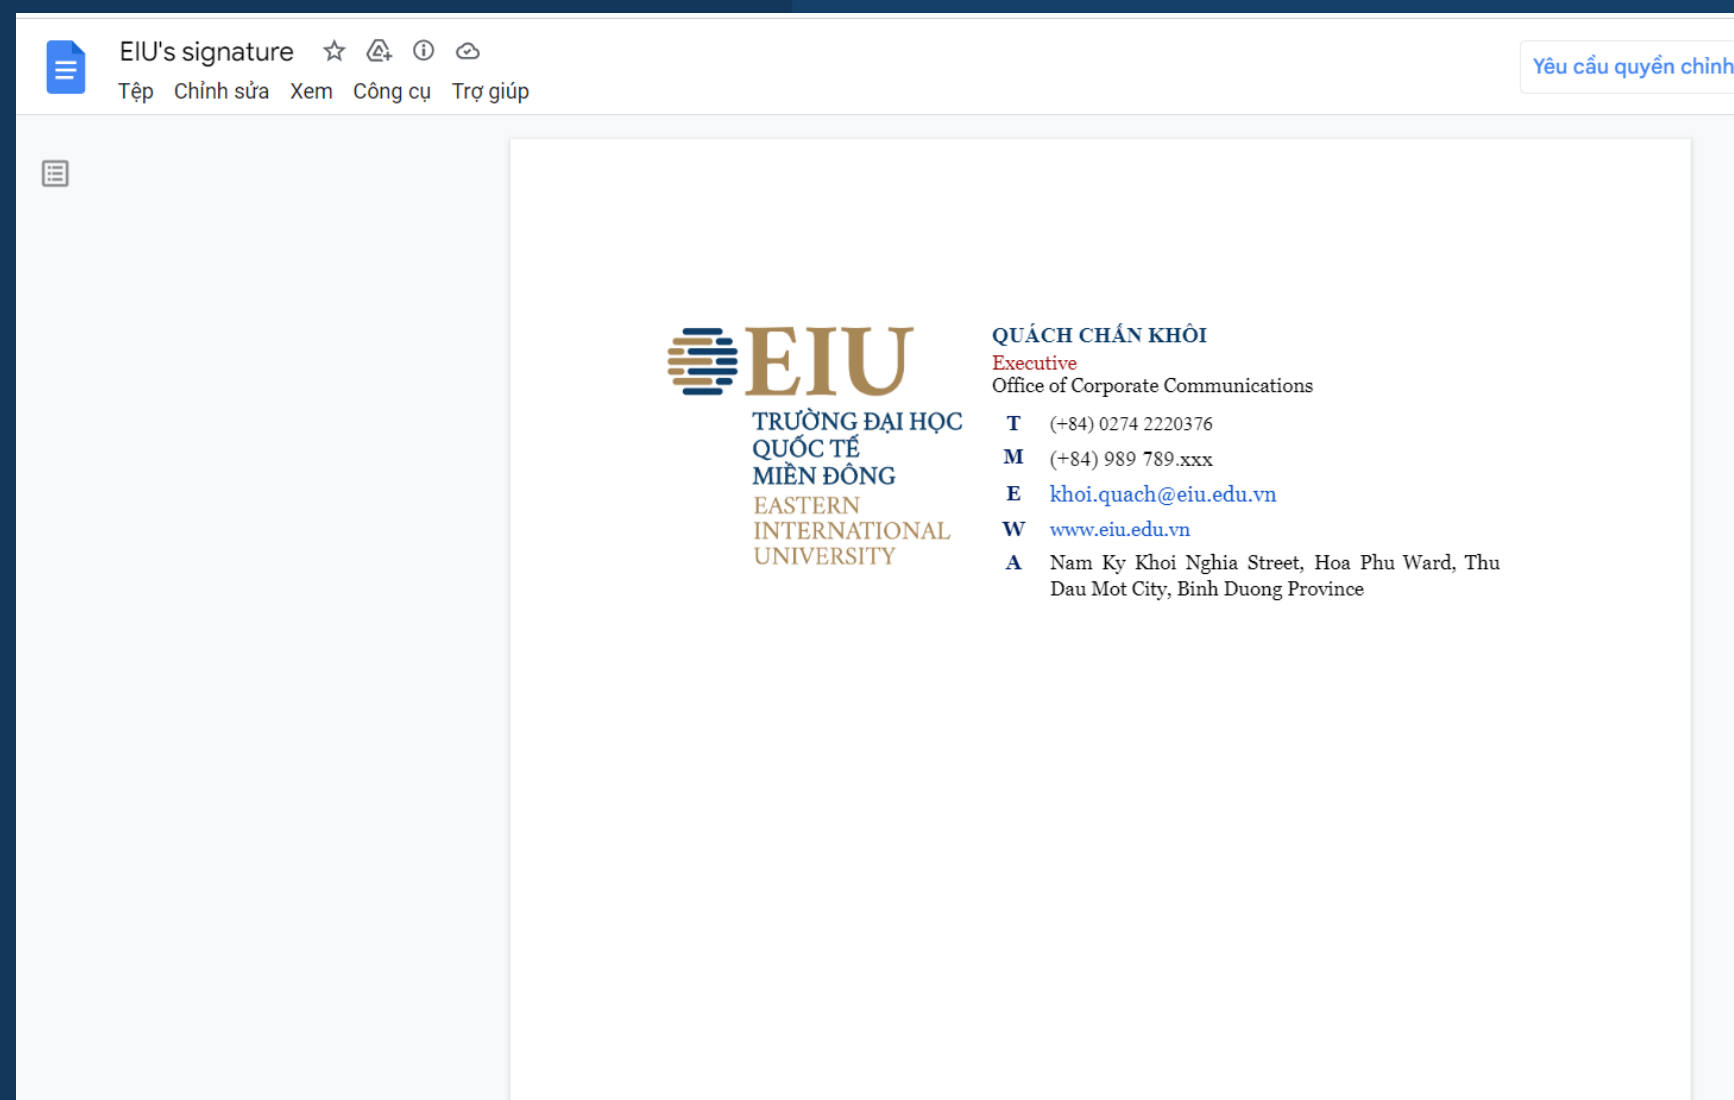 EIU's signature
Tệp Chỉnh sửa Xem Công cụ Trợ giúp
Yêu cầu quyền chỉnh
EIU
TRƯỜNG ĐẠI HỌC
QUỐC TẾ
MIỀN ĐÔNG
EASTERN
INTERNATIONAL
UNIVERSITY
QUÁCH CHẤN KHÔI
Executive
Office of Corporate Communications
T (+84) 0274 2220376
M (+84) 989 789.xxx
E khoi.quach@eiu.edu.vn
W www.eiu.edu.vn
A Nam Ky Khoi Nghia Street, Hoa Phu Ward, Thu
Dau Mot City, Binh Duong Province